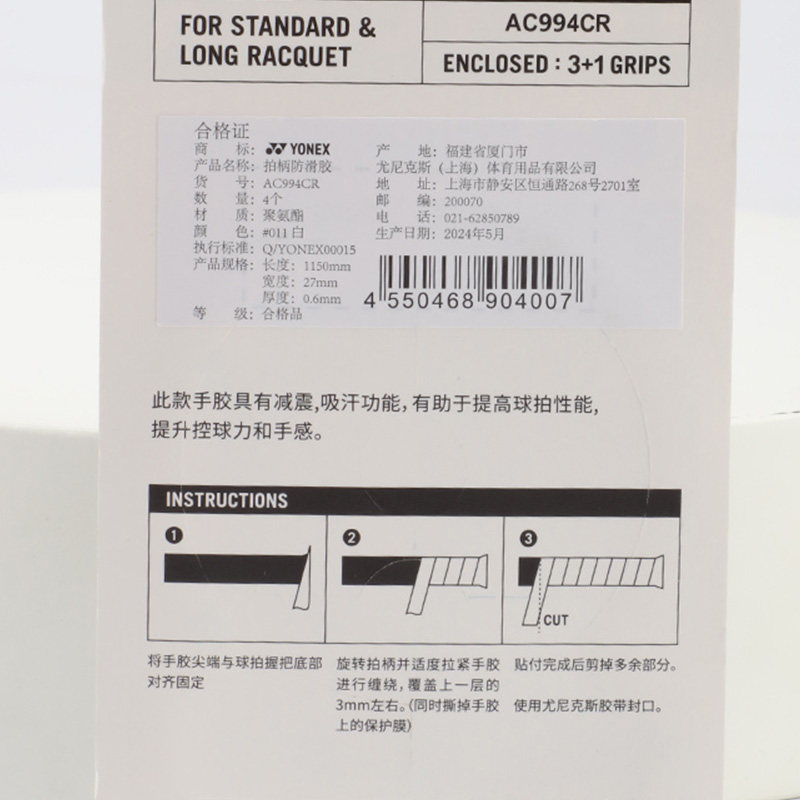 FOR STANDARD &
LONG RACQUET
AC994CR
ENCLOSED : 3+1 GRIPS
合格证
商 标： YONEX
产品名称：拍柄防滑胶
货 号：AC994CR
数 量：4个
材 质：聚氨酯
颜 色：#011 白
执行标准：Q/YONEX00015
产品规格：长度：1150mm
宽度：27mm
厚度：0.6mm
等 级：合格品
产 地：福建省厦门市
尤尼克斯（上海）体育用品有限公司
地 址：上海市静安区恒通路268号2701室
邮 编：200070
电 话：021-62850789
生产日期：2024年5月
4 550468 904007
此款手胶具有减震,吸汗功能，有助于提高球拍性能,
提升控球力和手感。
INSTRUCTIONS
1
2
3
CUT
将手胶尖端与球拍握把底部
对齐固定
旋转拍柄并适度拉紧手胶
进行缠绕，覆盖上一层的
3mm左右。（同时撕掉手胶
上的保护膜）
贴付完成后剪掉多余部分。
使用尤尼克斯胶带封口。